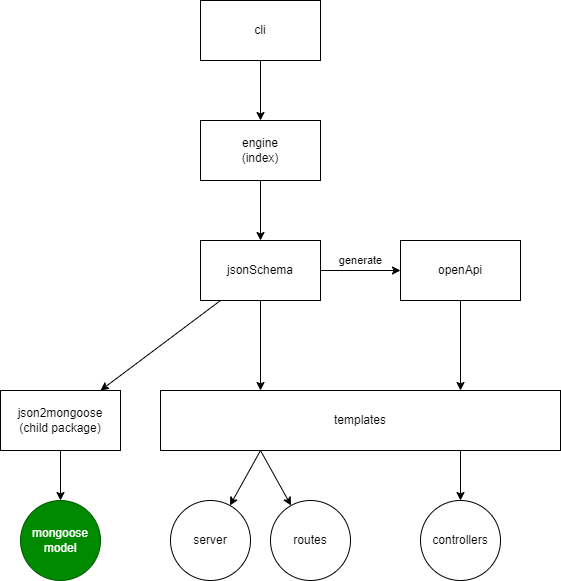 cli
engine
(index)
jsonSchema
generate
openApi
json2mongoose
(child package)
templates
mongoose
model
server
routes
controllers